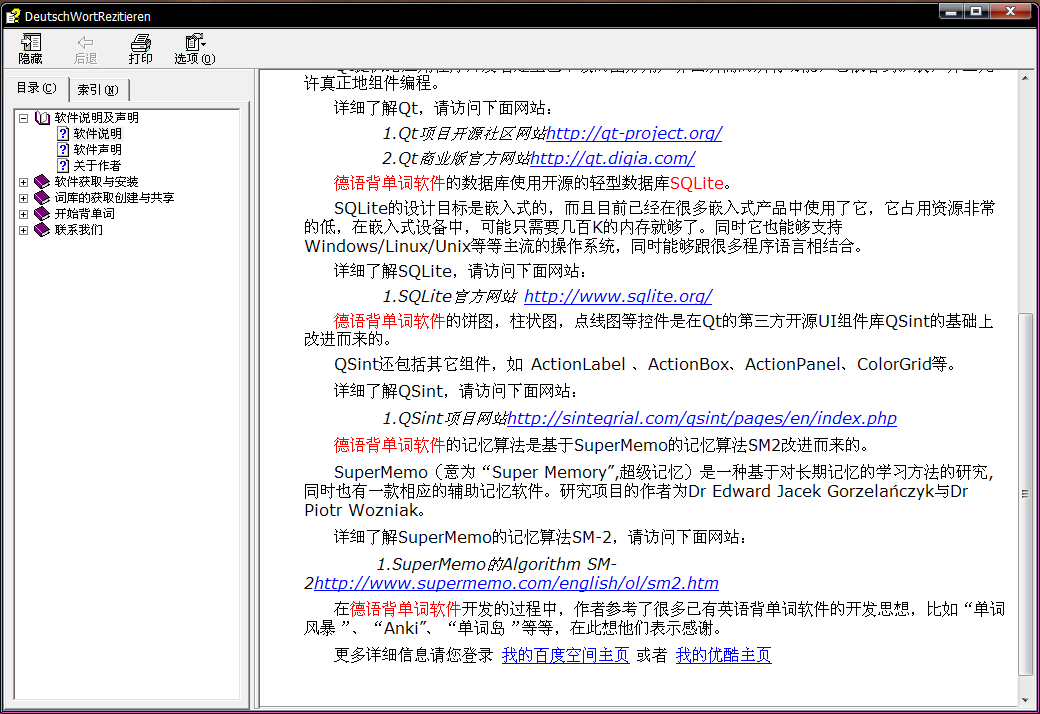 DeutschWortRezitieren
隐藏
后退
打印
选项(O)
目录(C)
索引(N)
软件说明及声明
软件说明
软件声明
关于作者
软件获取与安装
词库的获取创建与共享
开始背单词
联系我们
许真正地组件编程。
详细了解Qt，请访问下面网站：
1.Qt项目开源社区网站http://qt-project.org/
2.Qt商业版官方网站http://qt.digia.com/
德语背单词软件的数据库使用开源的轻型数据库SQLite。
SQLite的设计目标是嵌入式的，而且目前已经在很多嵌入式产品中使用了它，它占用资源非常
的低，在嵌入式设备中，可能只需要几百K的内存就够了。同时它也能够支持
Windows/Linux/Unix等等主流的操作系统，同时能够跟很多程序语言相结合。
详细了解SQLite，请访问下面网站：
1.SQLite官方网站 http://www.sqlite.org/
德语背单词软件的饼图，柱状图，点线图等控件是在Qt的第三方开源UI组件库QSint的基础上
改进而来的。
QSint还包括其它组件，如 ActionLabel 、ActionBox、ActionPanel、ColorGrid等。
详细了解QSint，请访问下面网站：
1.QSint项目网站http://sintegrial.com/qsint/pages/en/index.php
德语背单词软件的记忆算法是基于SuperMemo的记忆算法SM2改进而来的。
SuperMemo（意为“Super Memory”,超级记忆）是一种基于对长期记忆的学习方法的研究,
同时也有一款相应的辅助记忆软件。研究项目的作者为Dr Edward Jacek Gorzelańczyk与Dr
Piotr Wozniak。
详细了解SuperMemo的记忆算法SM-2，请访问下面网站：
1.SuperMemo的Algorithm SM-
2http://www.supermemo.com/english/ol/sm2.htm
在德语背单词软件开发的过程中，作者参考了很多已有英语背单词软件的开发思想，比如“单词
风暴 ”、“Anki”、“单词岛 ”等等，在此想他们表示感谢。
更多详细信息请您登录 我的百度空间主页 或者 我的优酷主页